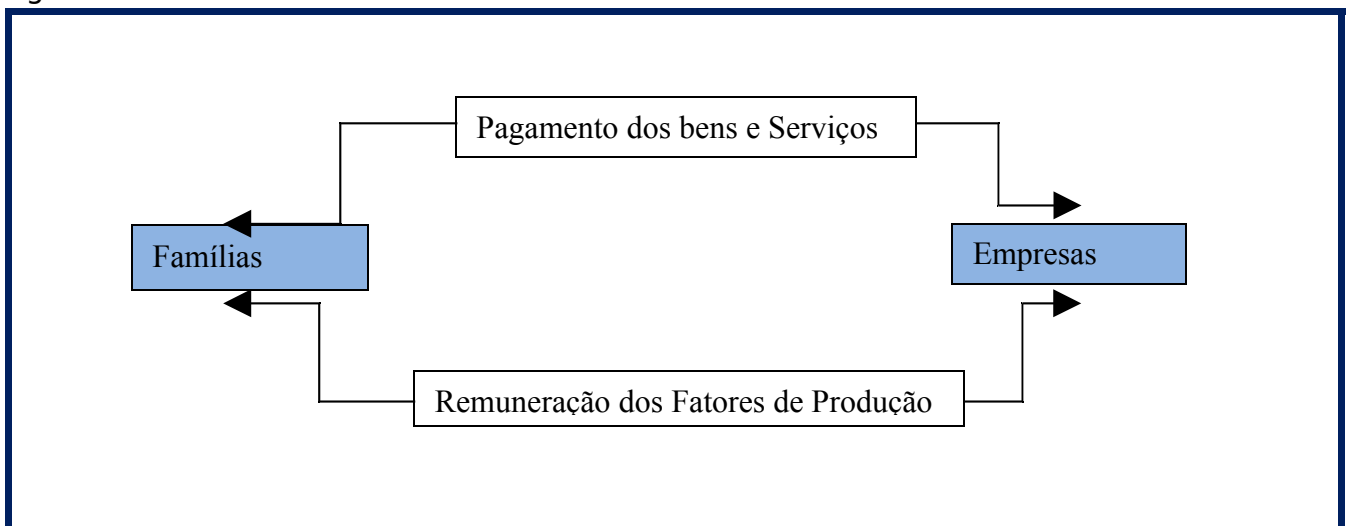 Pagamento dos bens e Serviços
Famílias
Empresas
Remuneração dos Fatores de Produção